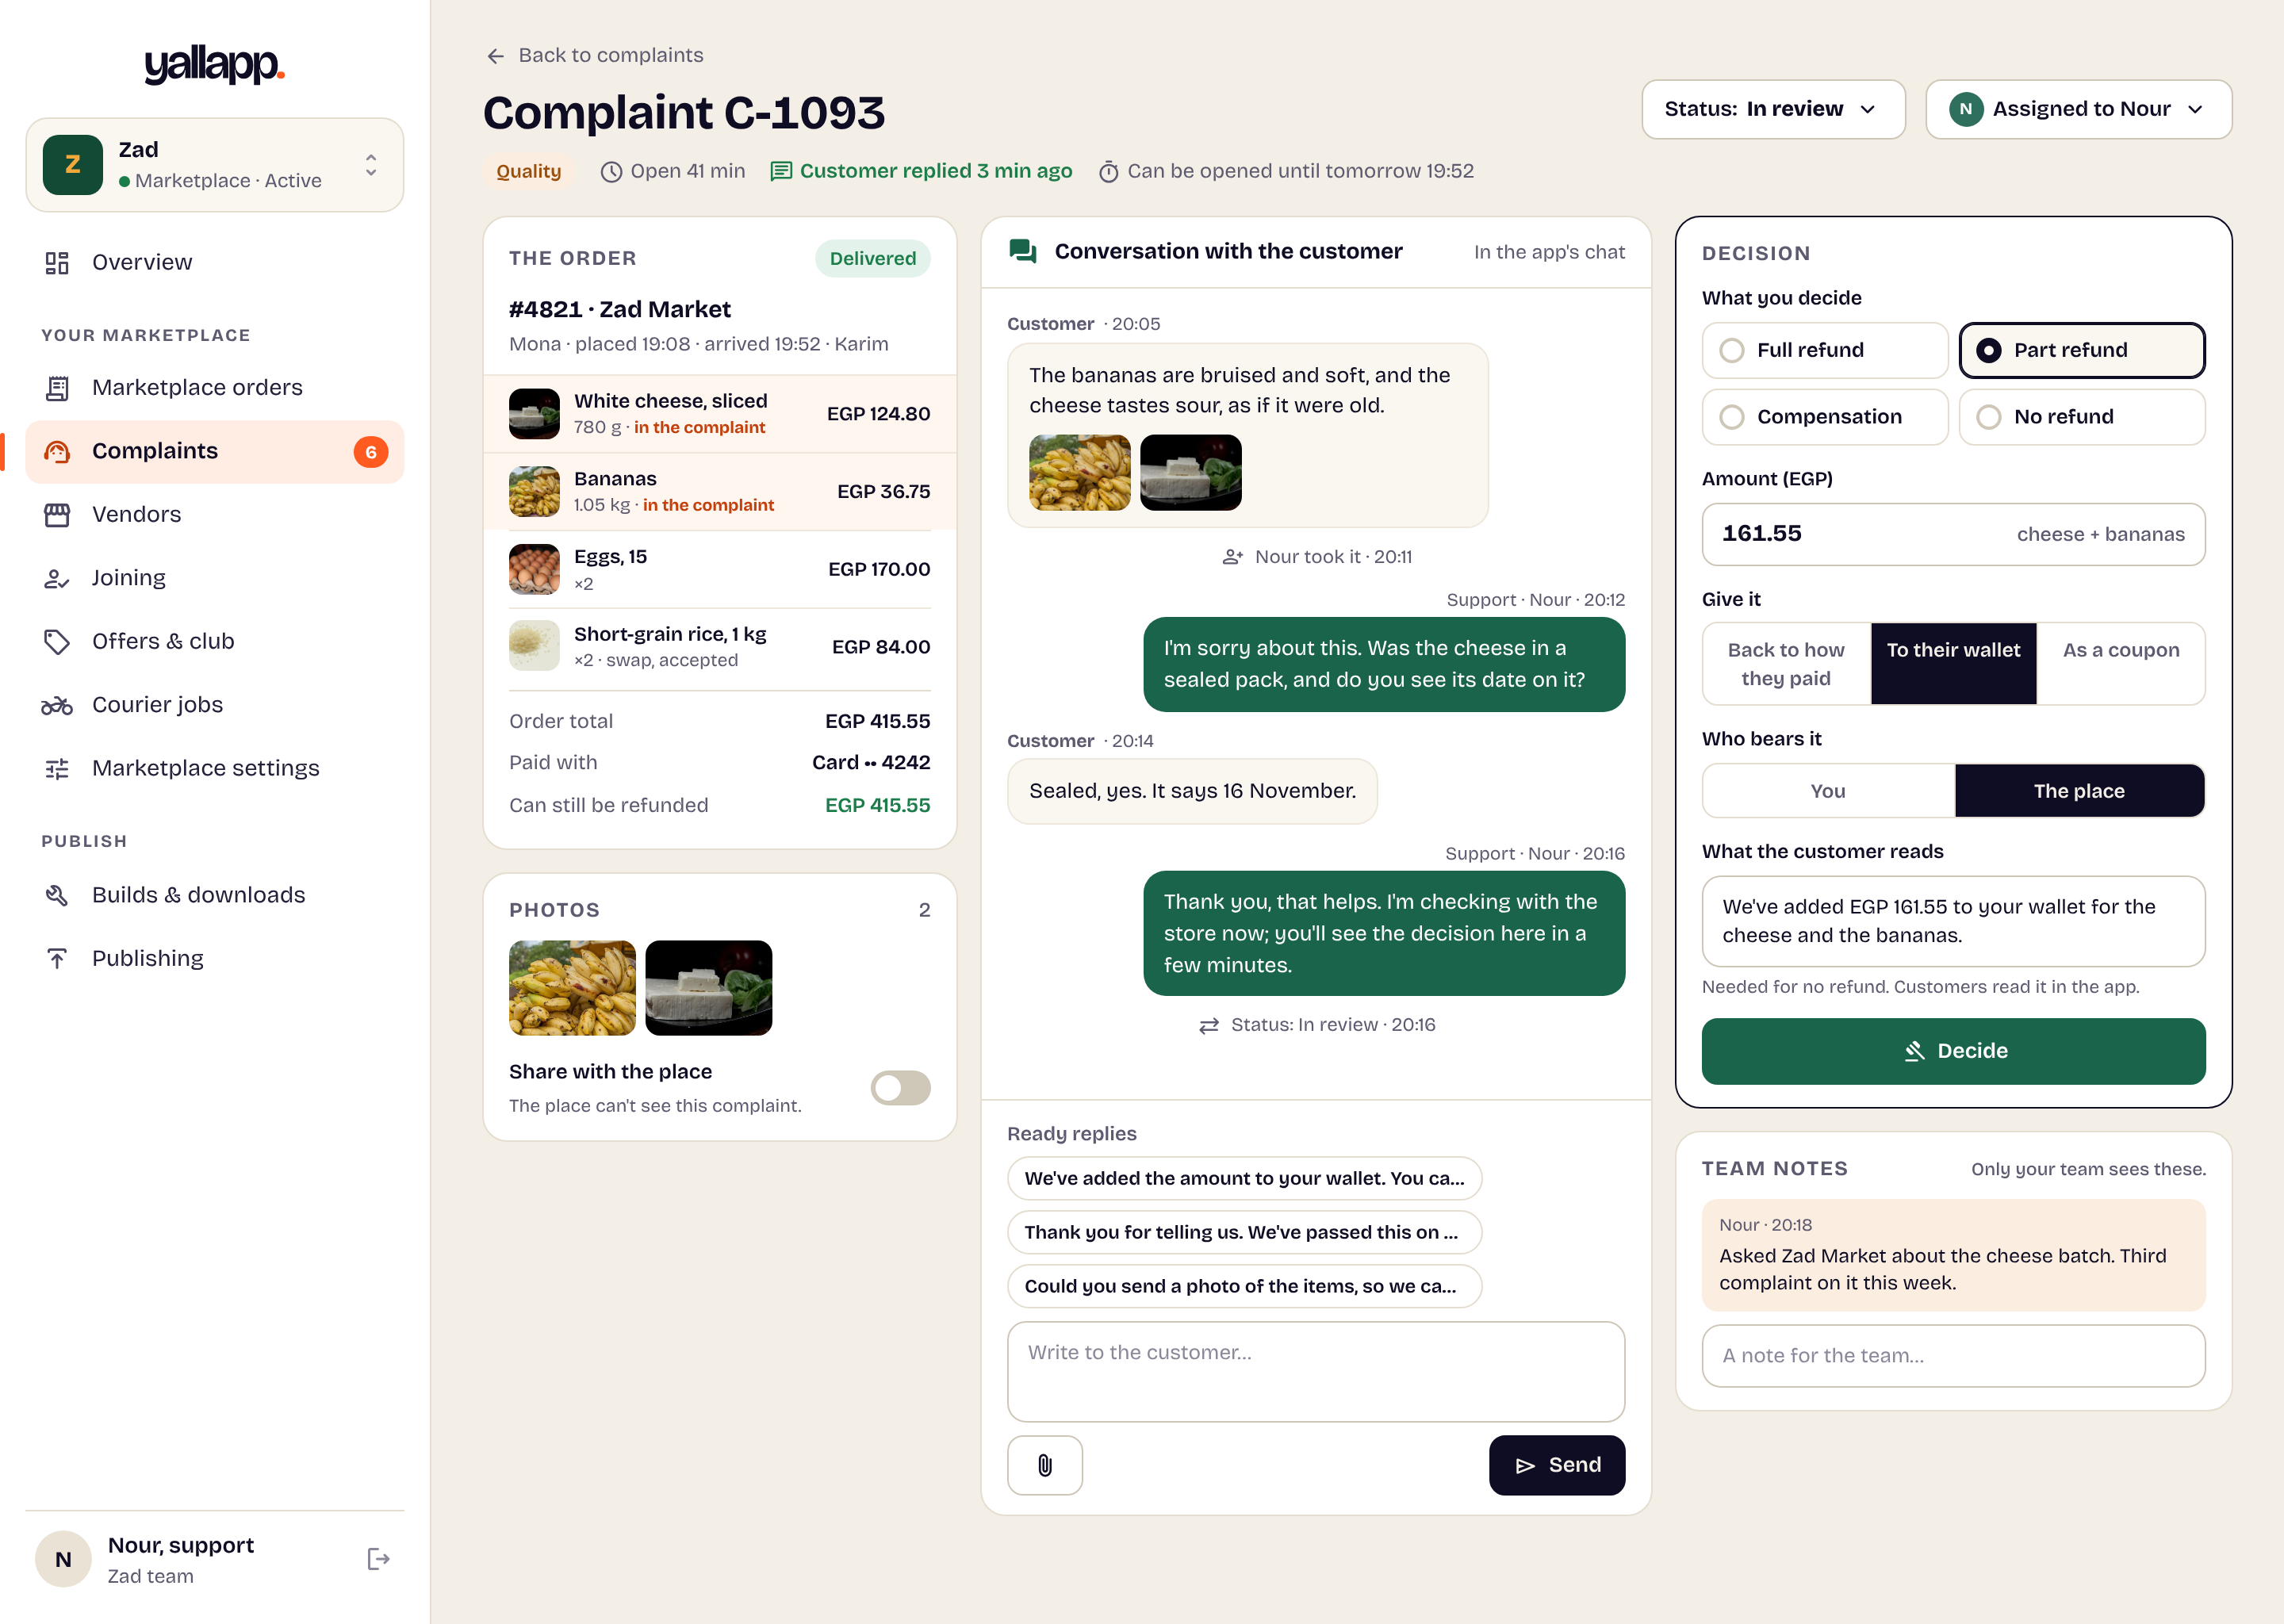 yallapp.
Z
Zad
Marketplace · Active
Overview
YOUR MARKETPLACE
Marketplace orders
Complaints
6
Vendors
Joining
Offers & club
Courier jobs
Marketplace settings
PUBLISH
Builds & downloads
Publishing
N
Nour, support
Zad team
Back to complaints
Complaint C-1093
Status: In review
N
Assigned to Nour
Quality
Open 41 min
Customer replied 3 min ago
Can be opened until tomorrow 19:52
THE ORDER
Delivered
#4821 · Zad Market
Mona · placed 19:08 · arrived 19:52 · Karim
White cheese, sliced
780 g · in the complaint
EGP 124.80
Bananas
1.05 kg · in the complaint
EGP 36.75
Eggs, 15
×2
EGP 170.00
Short-grain rice, 1 kg
×2 · swap, accepted
EGP 84.00
Order total
EGP 415.55
Paid with
Card •• 4242
Can still be refunded
EGP 415.55
PHOTOS
2
Share with the place
The place can't see this complaint.
Conversation with the customer
In the app's chat
Customer · 20:05
The bananas are bruised and soft, and the
cheese tastes sour, as if it were old.
Nour took it · 20:11
Support · Nour · 20:12
I'm sorry about this. Was the cheese in a
sealed pack, and do you see its date on it?
Customer · 20:14
Sealed, yes. It says 16 November.
Support · Nour · 20:16
Thank you, that helps. I'm checking with the
store now; you'll see the decision here in a
few minutes.
Status: In review · 20:16
Ready replies
We've added the amount to your wallet. You ca...
Thank you for telling us. We've passed this on ...
Could you send a photo of the items, so we ca...
Write to the customer...
Send
DECISION
What you decide
Full refund
Part refund
Compensation
No refund
Amount (EGP)
161.55
cheese + bananas
Give it
Back to how
they paid
To their wallet
As a coupon
Who bears it
You
The place
What the customer reads
We've added EGP 161.55 to your wallet for the
cheese and the bananas.
Needed for no refund. Customers read it in the app.
Decide
TEAM NOTES
Only your team sees these.
Nour · 20:18
Asked Zad Market about the cheese batch. Third
complaint on it this week.
A note for the team...